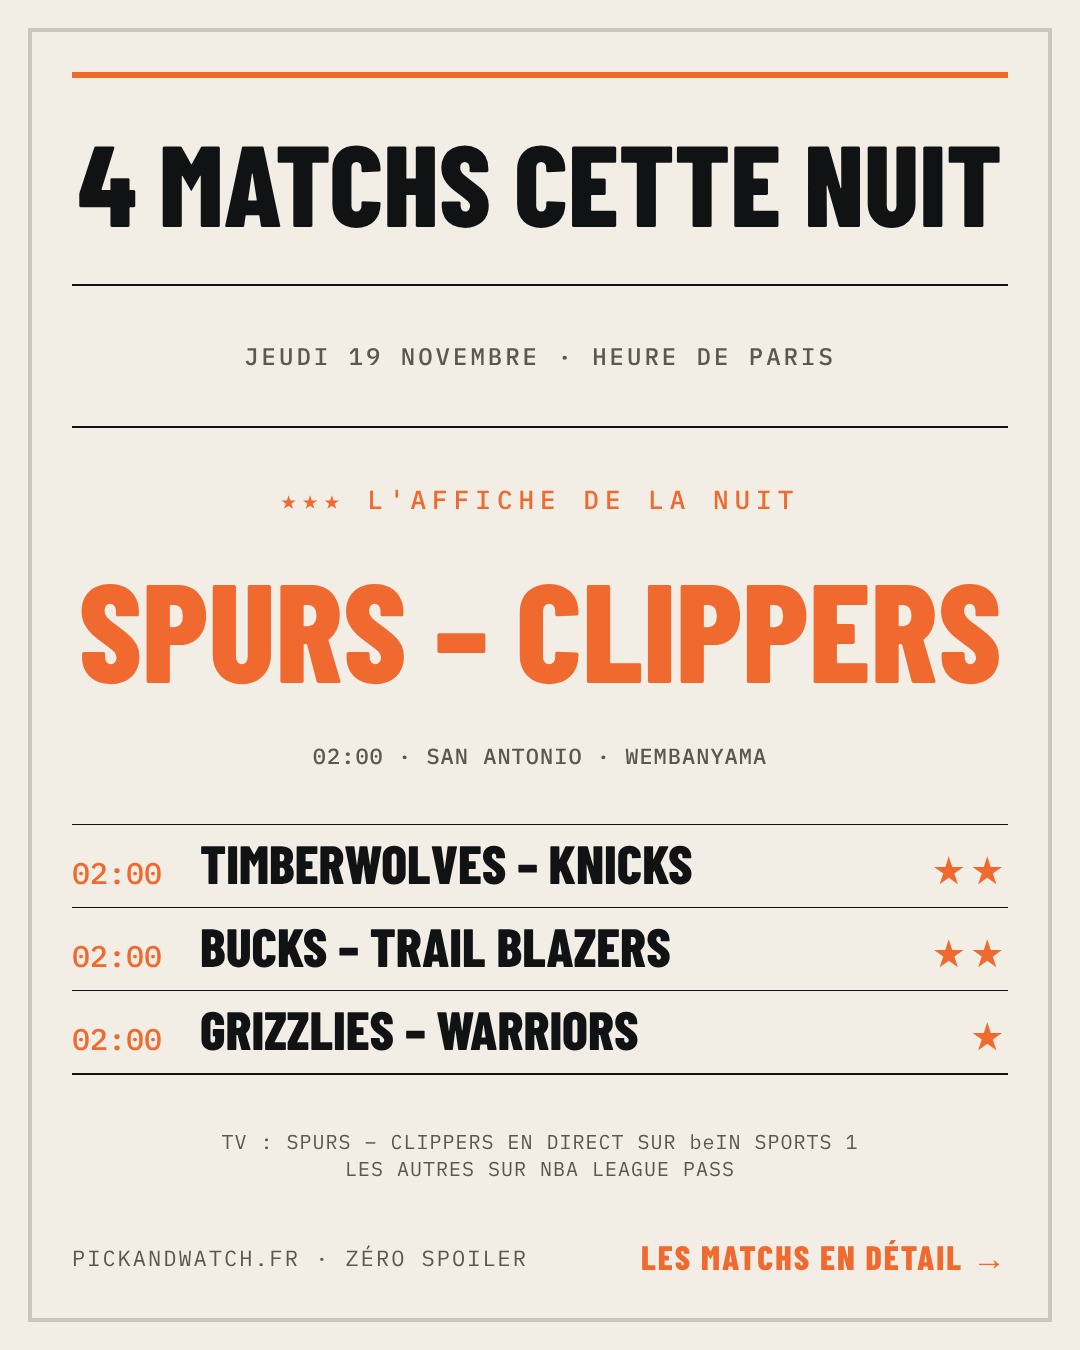 4 MATCHS CETTE NUIT
JEUDI 19 NOVEMBRE · HEURE DE PARIS
★★★ L'AFFICHE DE LA NUIT
SPURS – CLIPPERS
02:00 · SAN ANTONIO · WEMBANYAMA
02:00 TIMBERWOLVES – KNICKS ★★
02:00 BUCKS – TRAIL BLAZERS ★★
02:00 GRIZZLIES – WARRIORS ★
TV : SPURS – CLIPPERS EN DIRECT SUR beIN SPORTS 1
LES AUTRES SUR NBA LEAGUE PASS
PICKANDWATCH.FR · ZÉRO SPOILER
LES MATCHS EN DÉTAIL →